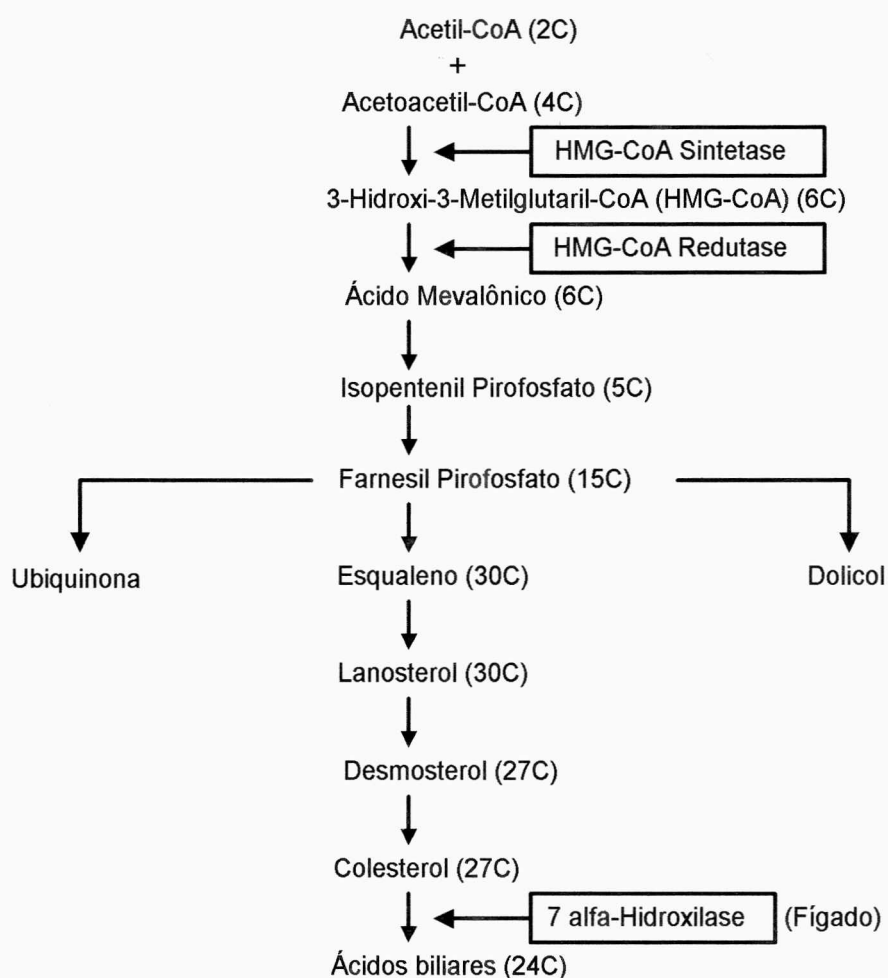 Acetil-CoA (2C)
+
Acetoacetil-CoA (4C)
HMG-CoA Sintetase
3-Hidroxi-3-Metilglutaril-CoA (HMG-CoA) (6C)
HMG-CoA Redutase
Ácido Mevalônico (6C)
Isopentenil Pirofosfato (5C)
Farnesil Pirofosfato (15C)
Ubiquinona
Esqualeno (30C)
Dolicol
Lanosterol (30C)
Desmosterol (27C)
Colesterol (27C)
7 alfa-Hidroxilase (Fígado)
Ácidos biliares (24C)